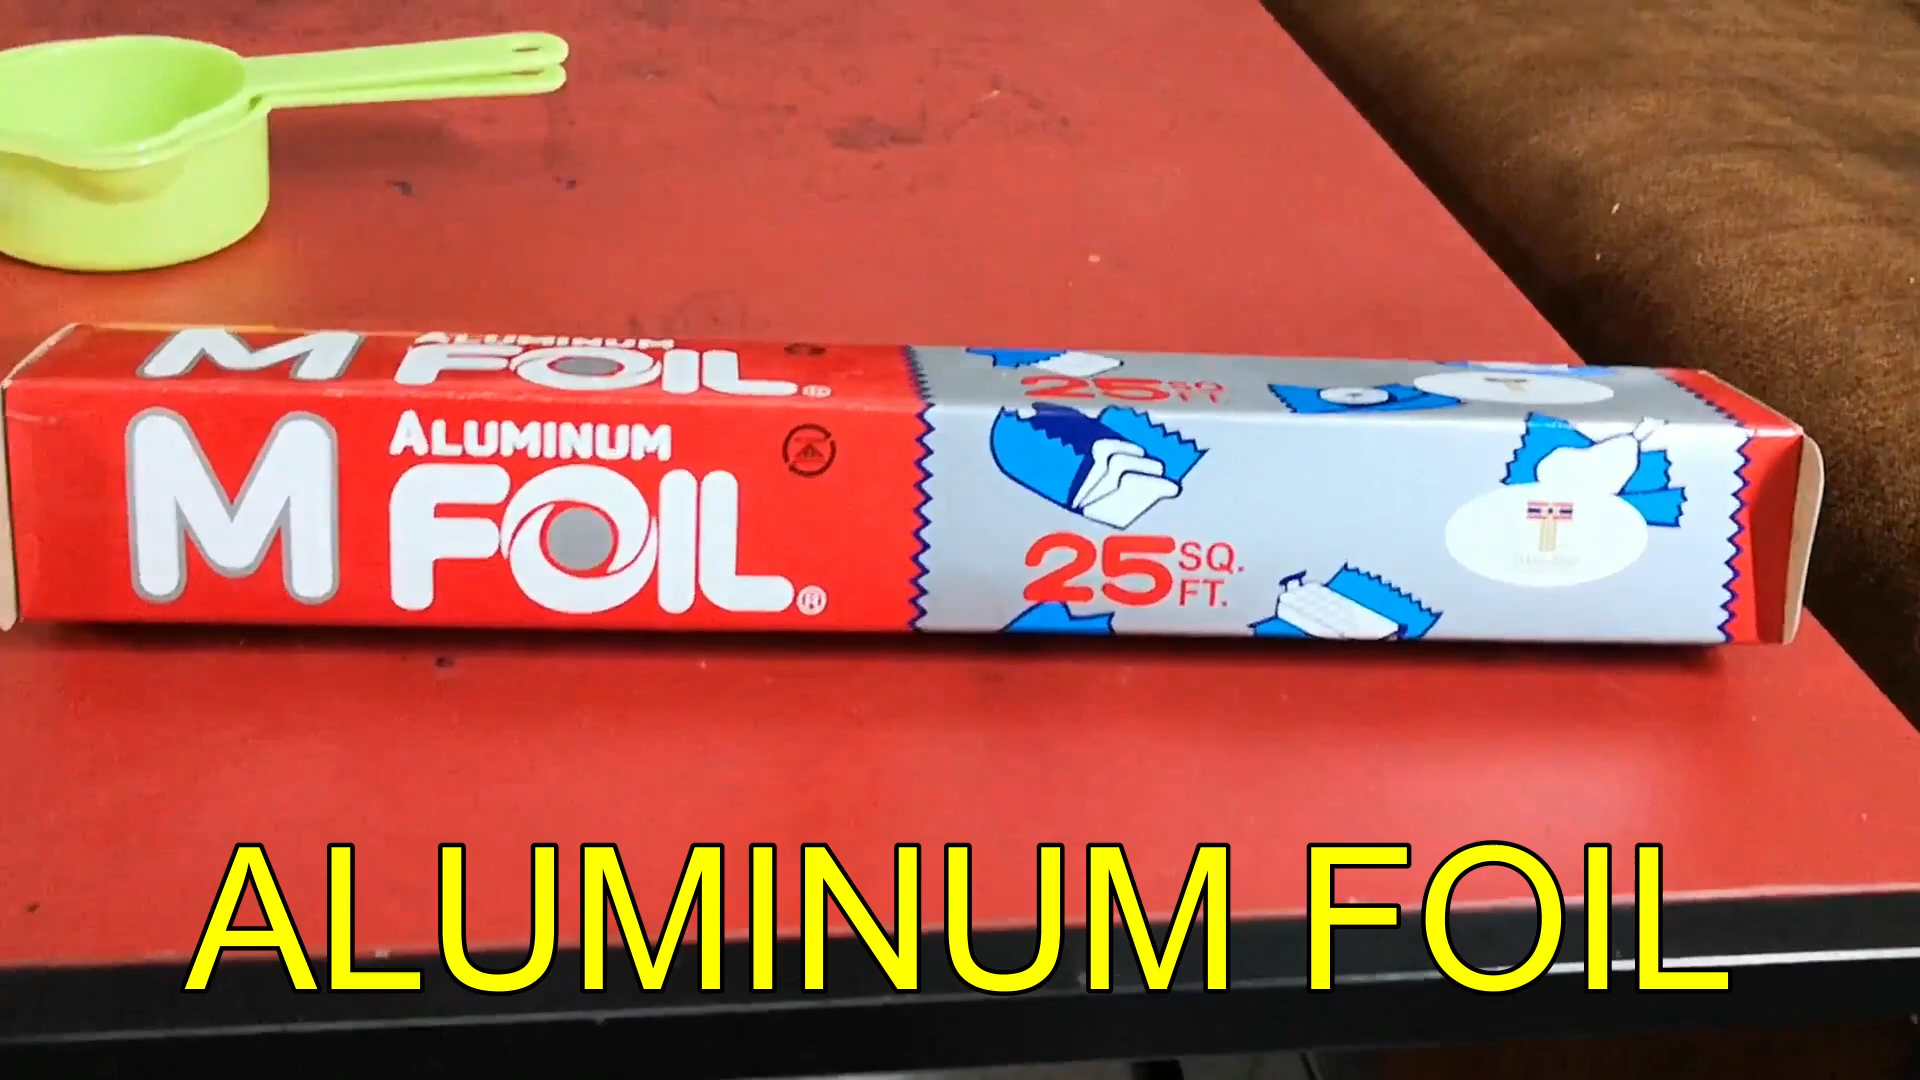 M ALUMINUM FOIL®
25 SQ. FT.
M ALUMINUM
FOIL®
25 SQ.
FT.
ALUMINUM FOIL